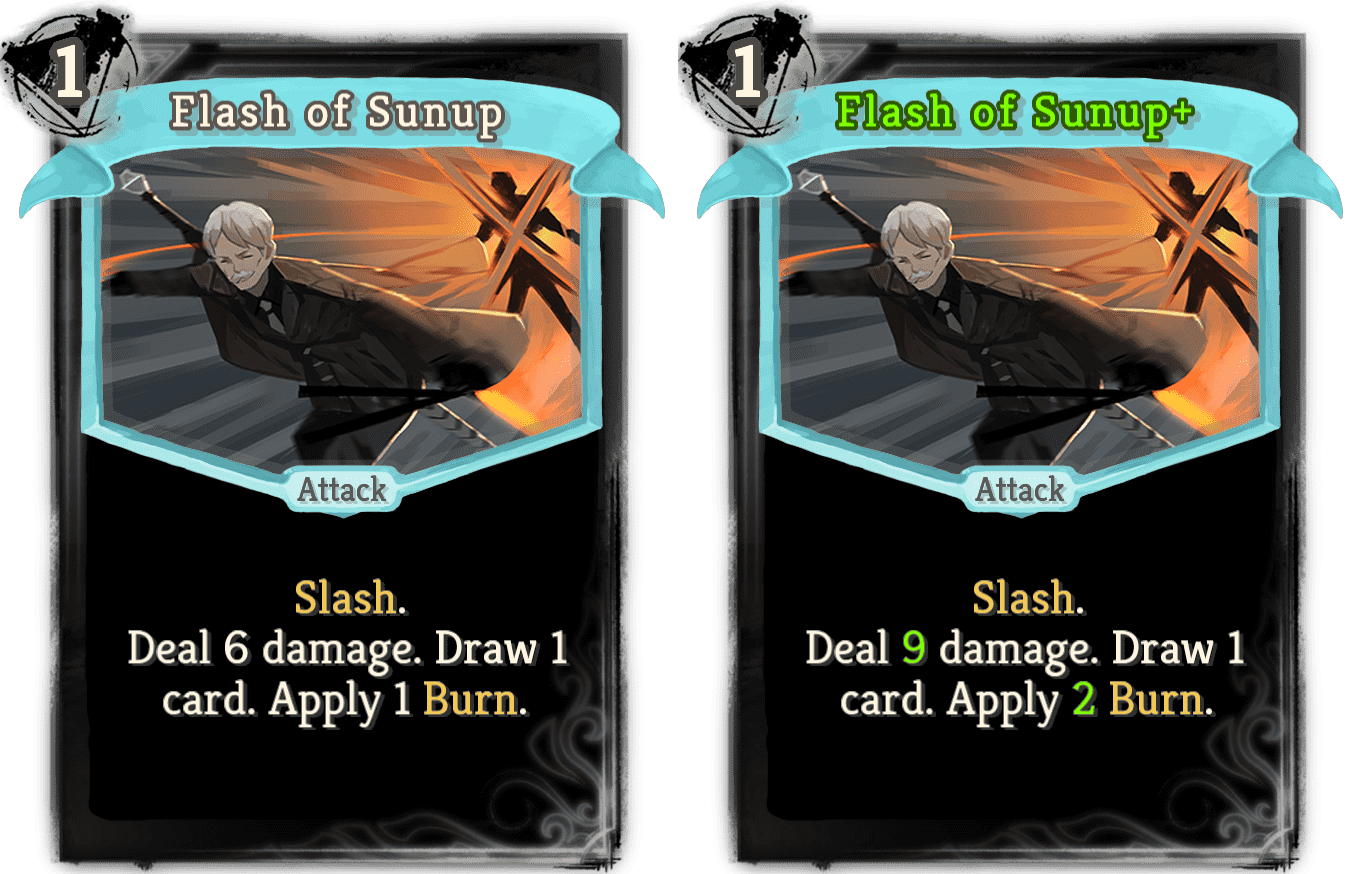 1
Flash of Sunup
Attack
Slash.
Deal 6 damage. Draw 1
card. Apply 1 Burn.
1
Flash of Sunup+
Attack
Slash.
Deal 9 damage. Draw 1
card. Apply 2 Burn.